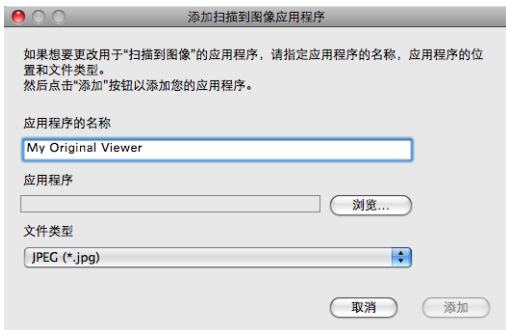 添加扫描到图像应用程序
如果想要更改用于“扫描到图像”的应用程序，请指定应用程序的名称，应用程序的位
置和文件类型。
然后点击“添加”按钮以添加您的应用程序。
应用程序的名称
My Original Viewer
应用程序
浏览...
文件类型
JPEG (*.jpg)
取消 添加